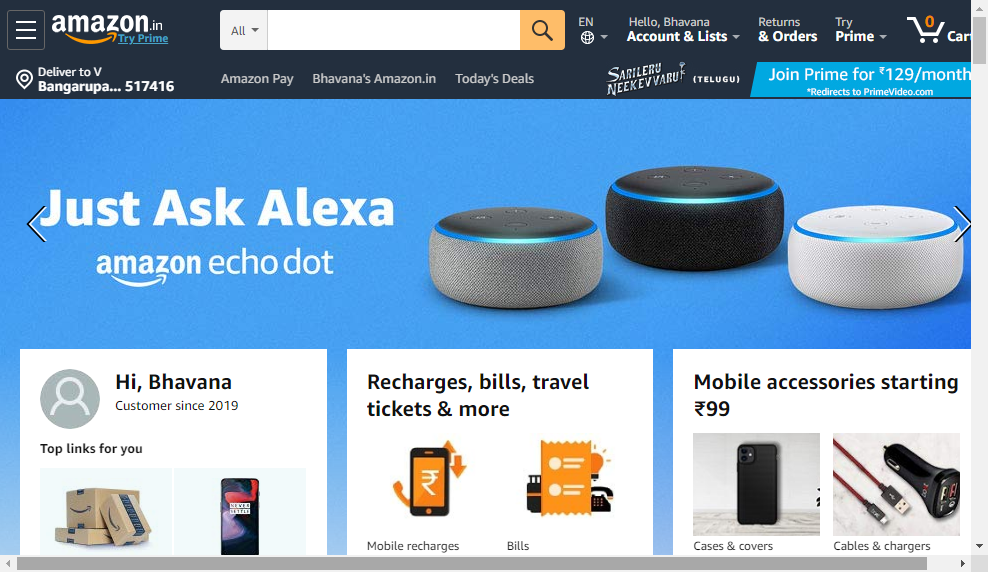 amazon.in
Try Prime
All
EN
Hello, Bhavana
Account & Lists
Returns
& Orders
Try
Prime
0
Cart
Deliver to V
Bangarupa... 517416
Amazon Pay
Bhavana's Amazon.in
Today's Deals
SARILERU
NEEKEVVARU
(TELUGU)
Join Prime for ₹129/month
*Redirects to PrimeVideo.com
Just Ask Alexa
amazon echo dot
Hi, Bhavana
Customer since 2019
Top links for you
Recharges, bills, travel
tickets & more
₹
Mobile recharges
Bills
Mobile accessories starting
₹99
Cases & covers
Cables & chargers